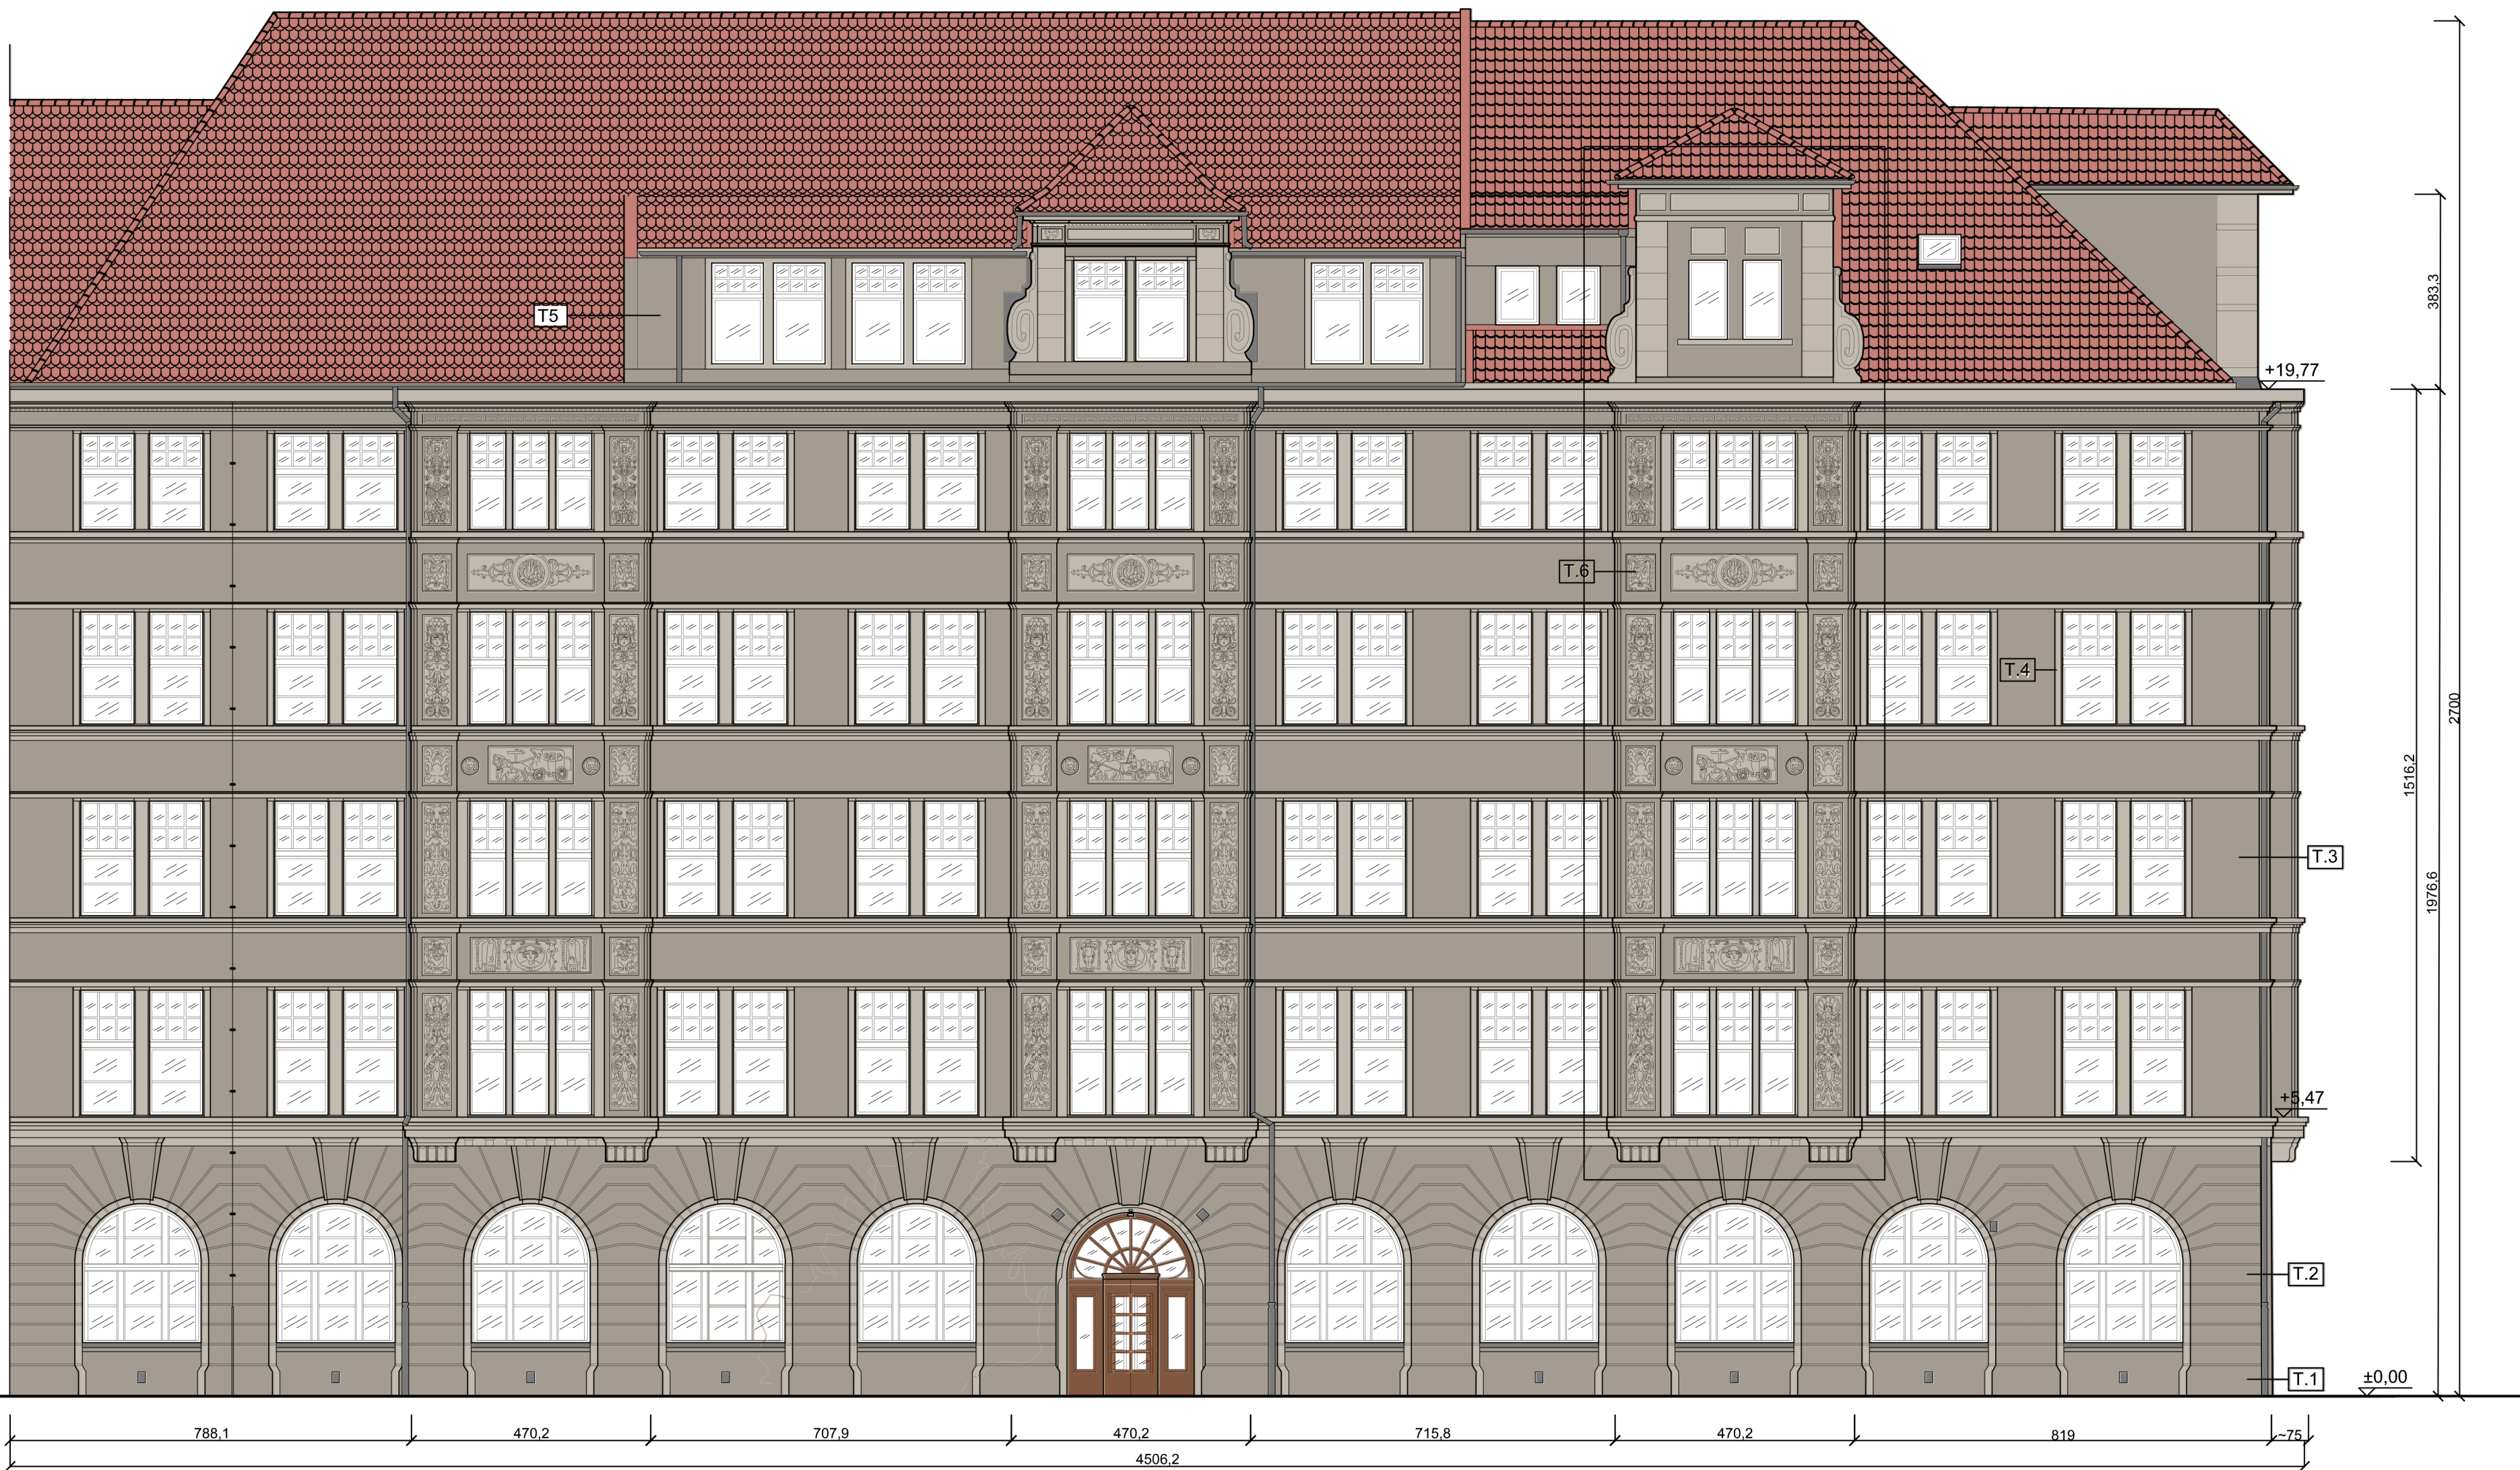 383,3
T5
+19,77
T.6
T.4
2700
1516,2
T.3
1976,6
+5,47
T.2
T.1
±0,00
788,1
470,2
707,9
470,2
715,8
470,2
819
~75
4506,2